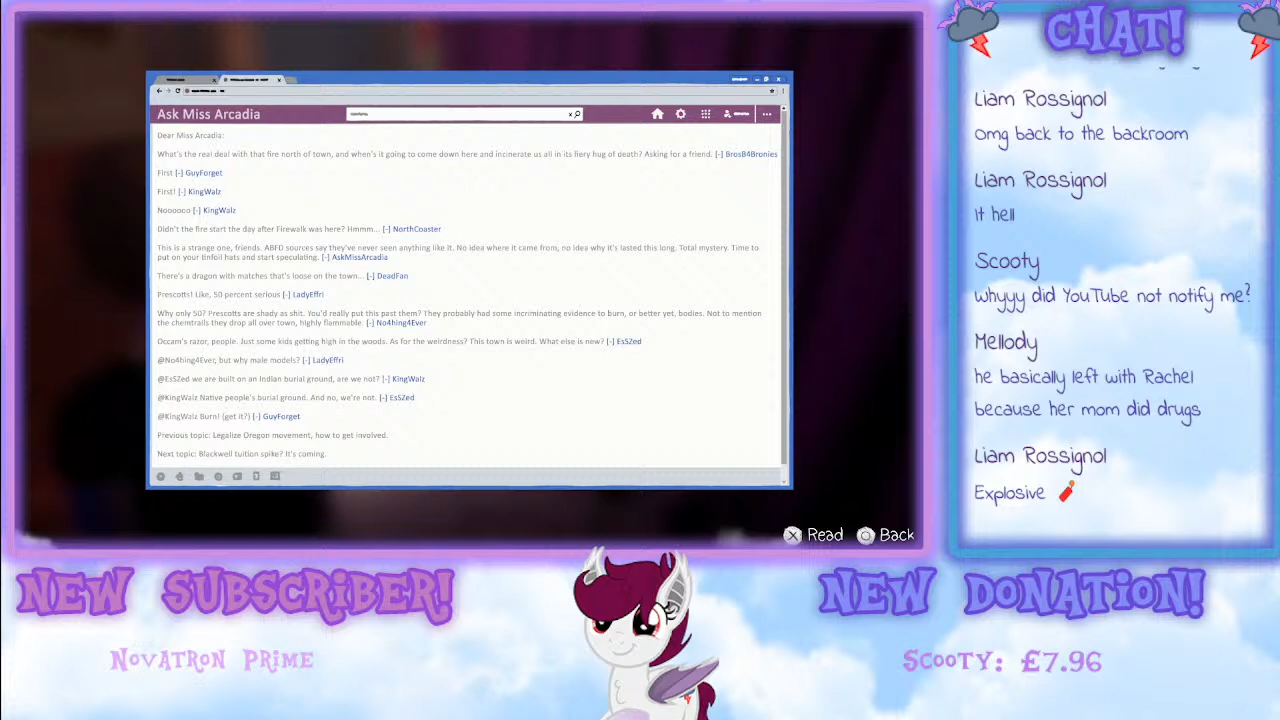 CHAT!
Ask Miss Arcadia
Dear Miss Arcadia:
What's the real deal with that fire north of town, and when's it going to come down here and incinerate us all in its fiery hug of death? Asking for a friend. [-] BrosB4Bronies
First [-] GuyForget
First! [-] KingWalz
Noooooo [-] KingWalz
Didn't the fire start the day after Firewalk was here? Hmmm... [-] NorthCoaster
This is a strange one, friends. ABFD sources say they've never seen anything like it. No idea where it came from, no idea why it's lasted this long. Total mystery. Time to
put on your tinfoil hats and start speculating. [-] AskMissArcadia
There's a dragon with matches that's loose on the town... [-] DeadFan
Prescotts! Like, 50 percent serious [-] LadyEffri
Why only 50? Prescotts are shady as shit. You'd really put this past them? They probably had some incriminating evidence to burn, or better yet, bodies. Not to mention
the chemtrails they drop all over town, highly flammable. [-] No4hing4Ever
Occam's razor, people. Just some kids getting high in the woods. As for the weirdness? This town is weird. What else is new? [-] EsSZed
@No4hing4Ever, but why male models? [-] LadyEffri
@EsSZed we are built on an Indian burial ground, are we not? [-] KingWalz
@KingWalz Native people's burial ground. And no, we're not. [-] EsSZed
@KingWalz Burn! (get it?) [-] GuyForget
Previous topic: Legalize Oregon movement, how to get involved.
Next topic: Blackwell tuition spike? It's coming.
Read
Back
Liam Rossignol
omg back to the backroom
Liam Rossignol
It hell
Scooty
whyyy did YouTube not notify me?
Mellody
he basically left with Rachel
because her mom did drugs
Liam Rossignol
Explosive
NEW SUBSCRIBER!
NEW DONATION!
Novatron Prime
Scooty: £7.96